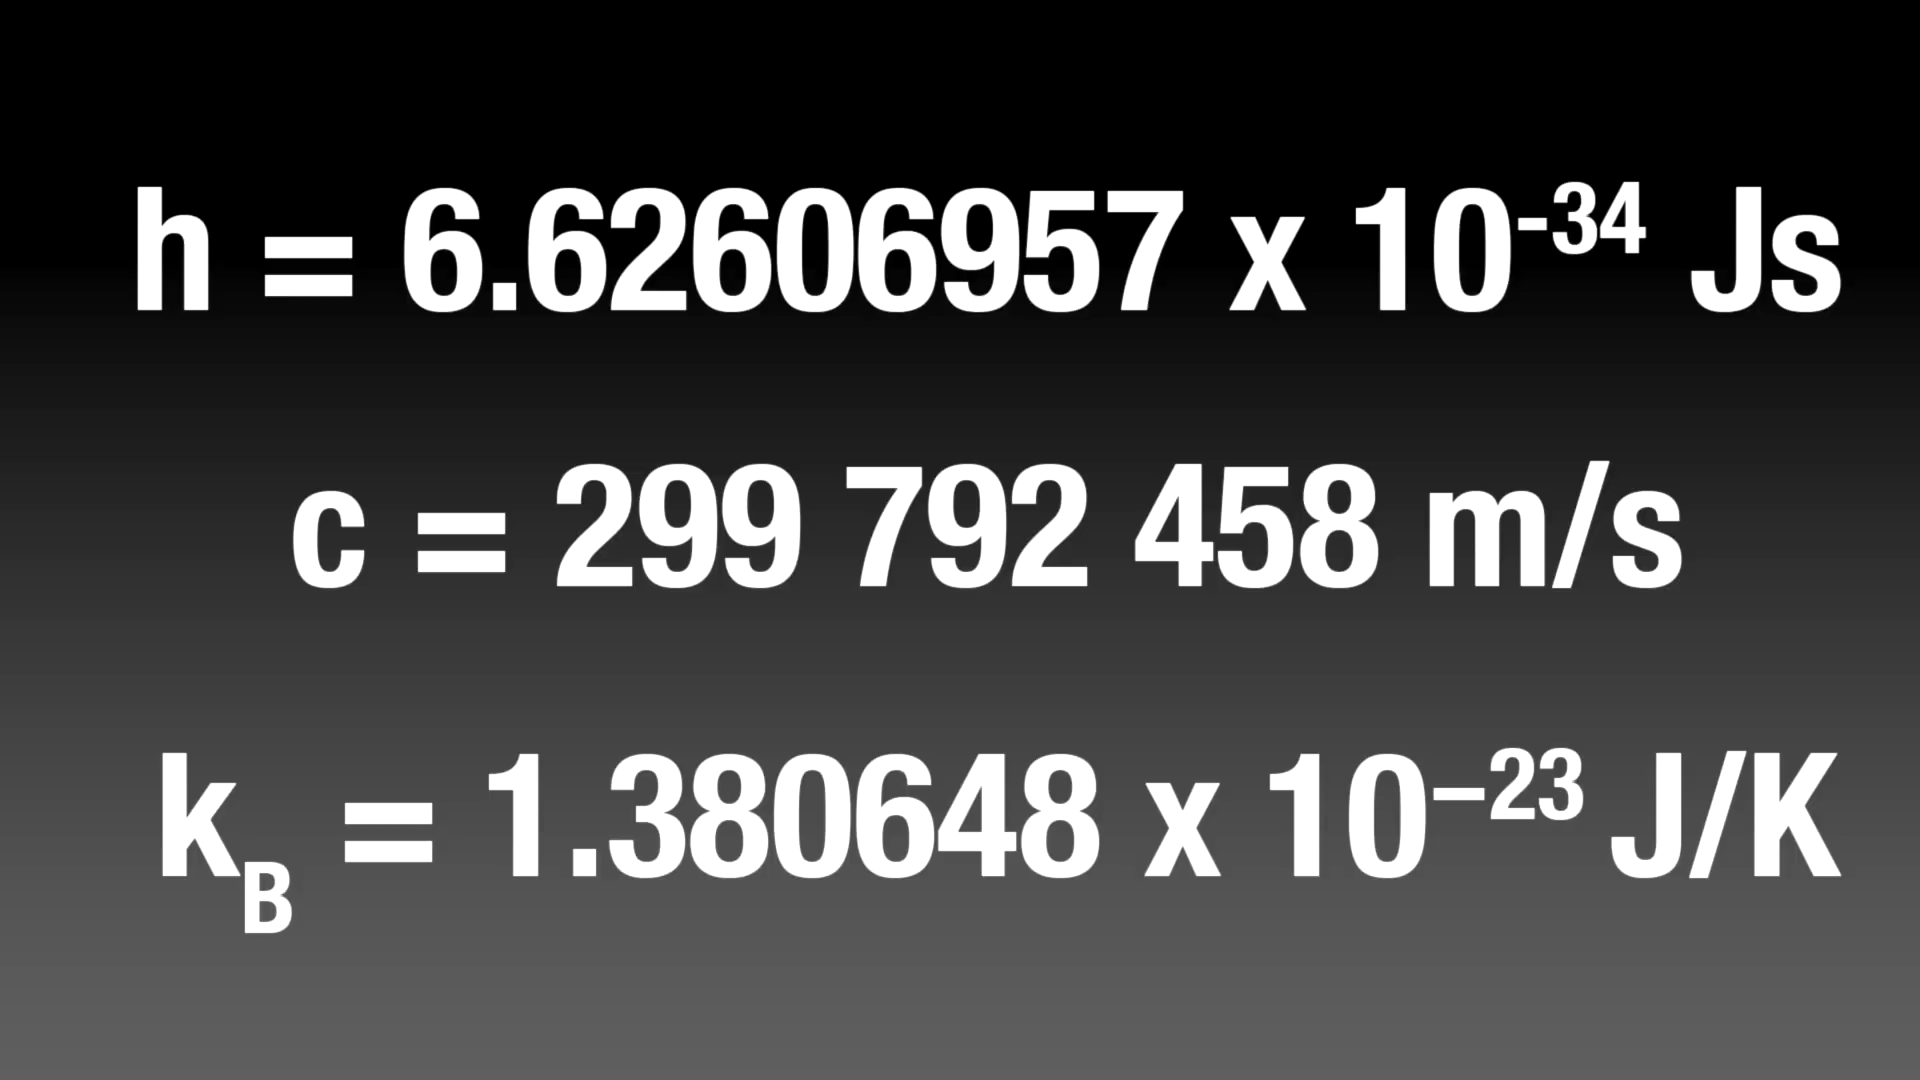 h = 6.62606957 x 10⁻³⁴ Js
c = 299 792 458 m/s
k_B = 1.380648 x 10⁻²³ J/K